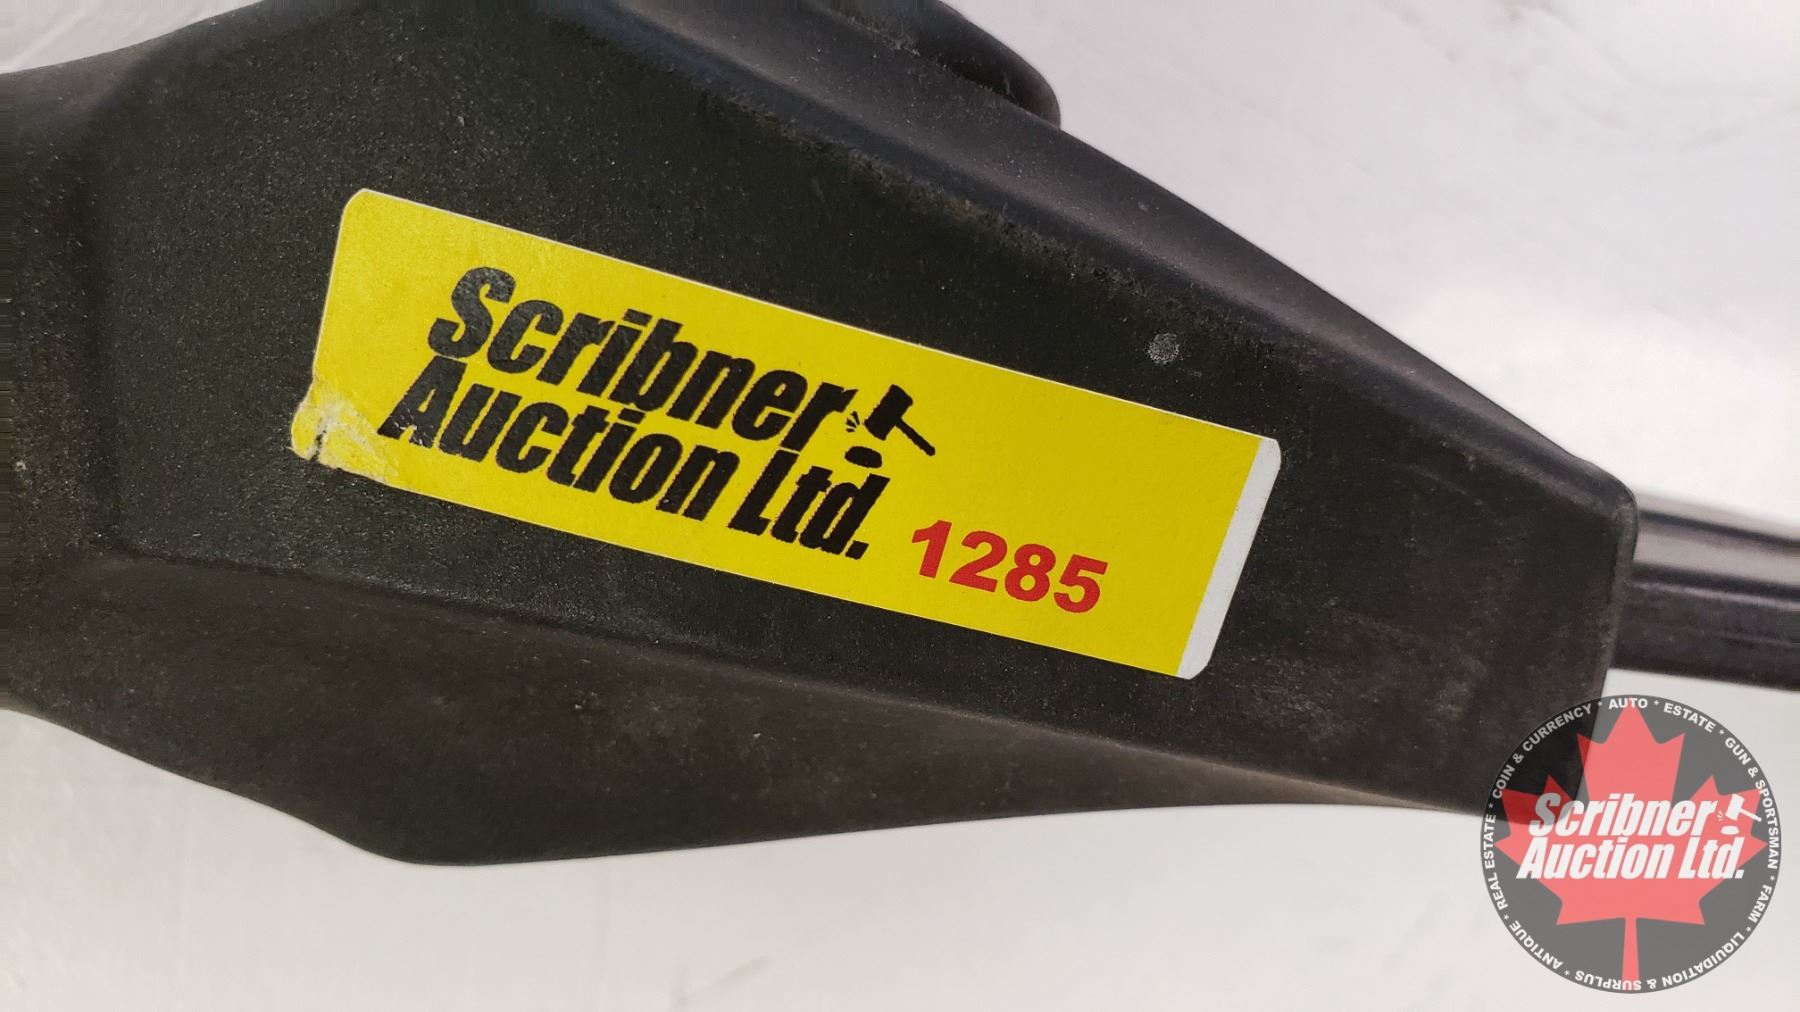 Scribner
Auction Ltd.
1285
REAL ESTATE * COIN & CURRENCY * AUTO * ESTATE * GUN & SPORTSMAN * FARM * LIQUIDATION & SURPLUS * ANTIQUE *
Scribner
Auction Ltd.